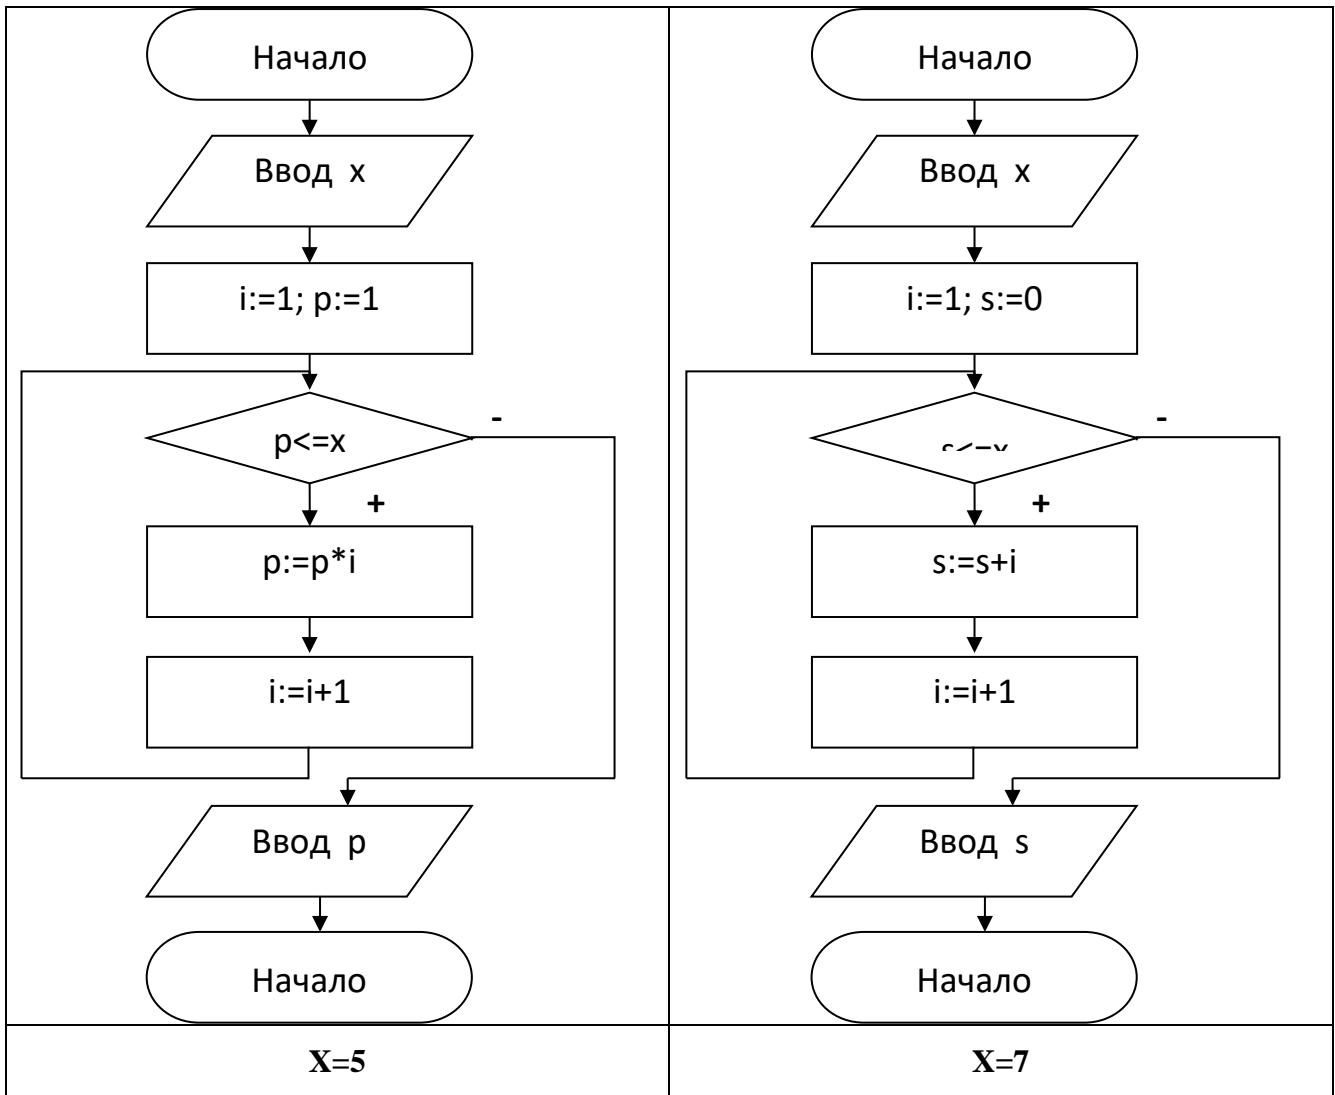 Начало
Ввод x
i:=1; p:=1
p<=x
-
+
p:=p*i
i:=i+1
Ввод p
Начало
X=5
Начало
Ввод x
i:=1; s:=0
s<=x
-
+
s:=s+i
i:=i+1
Ввод s
Начало
X=7